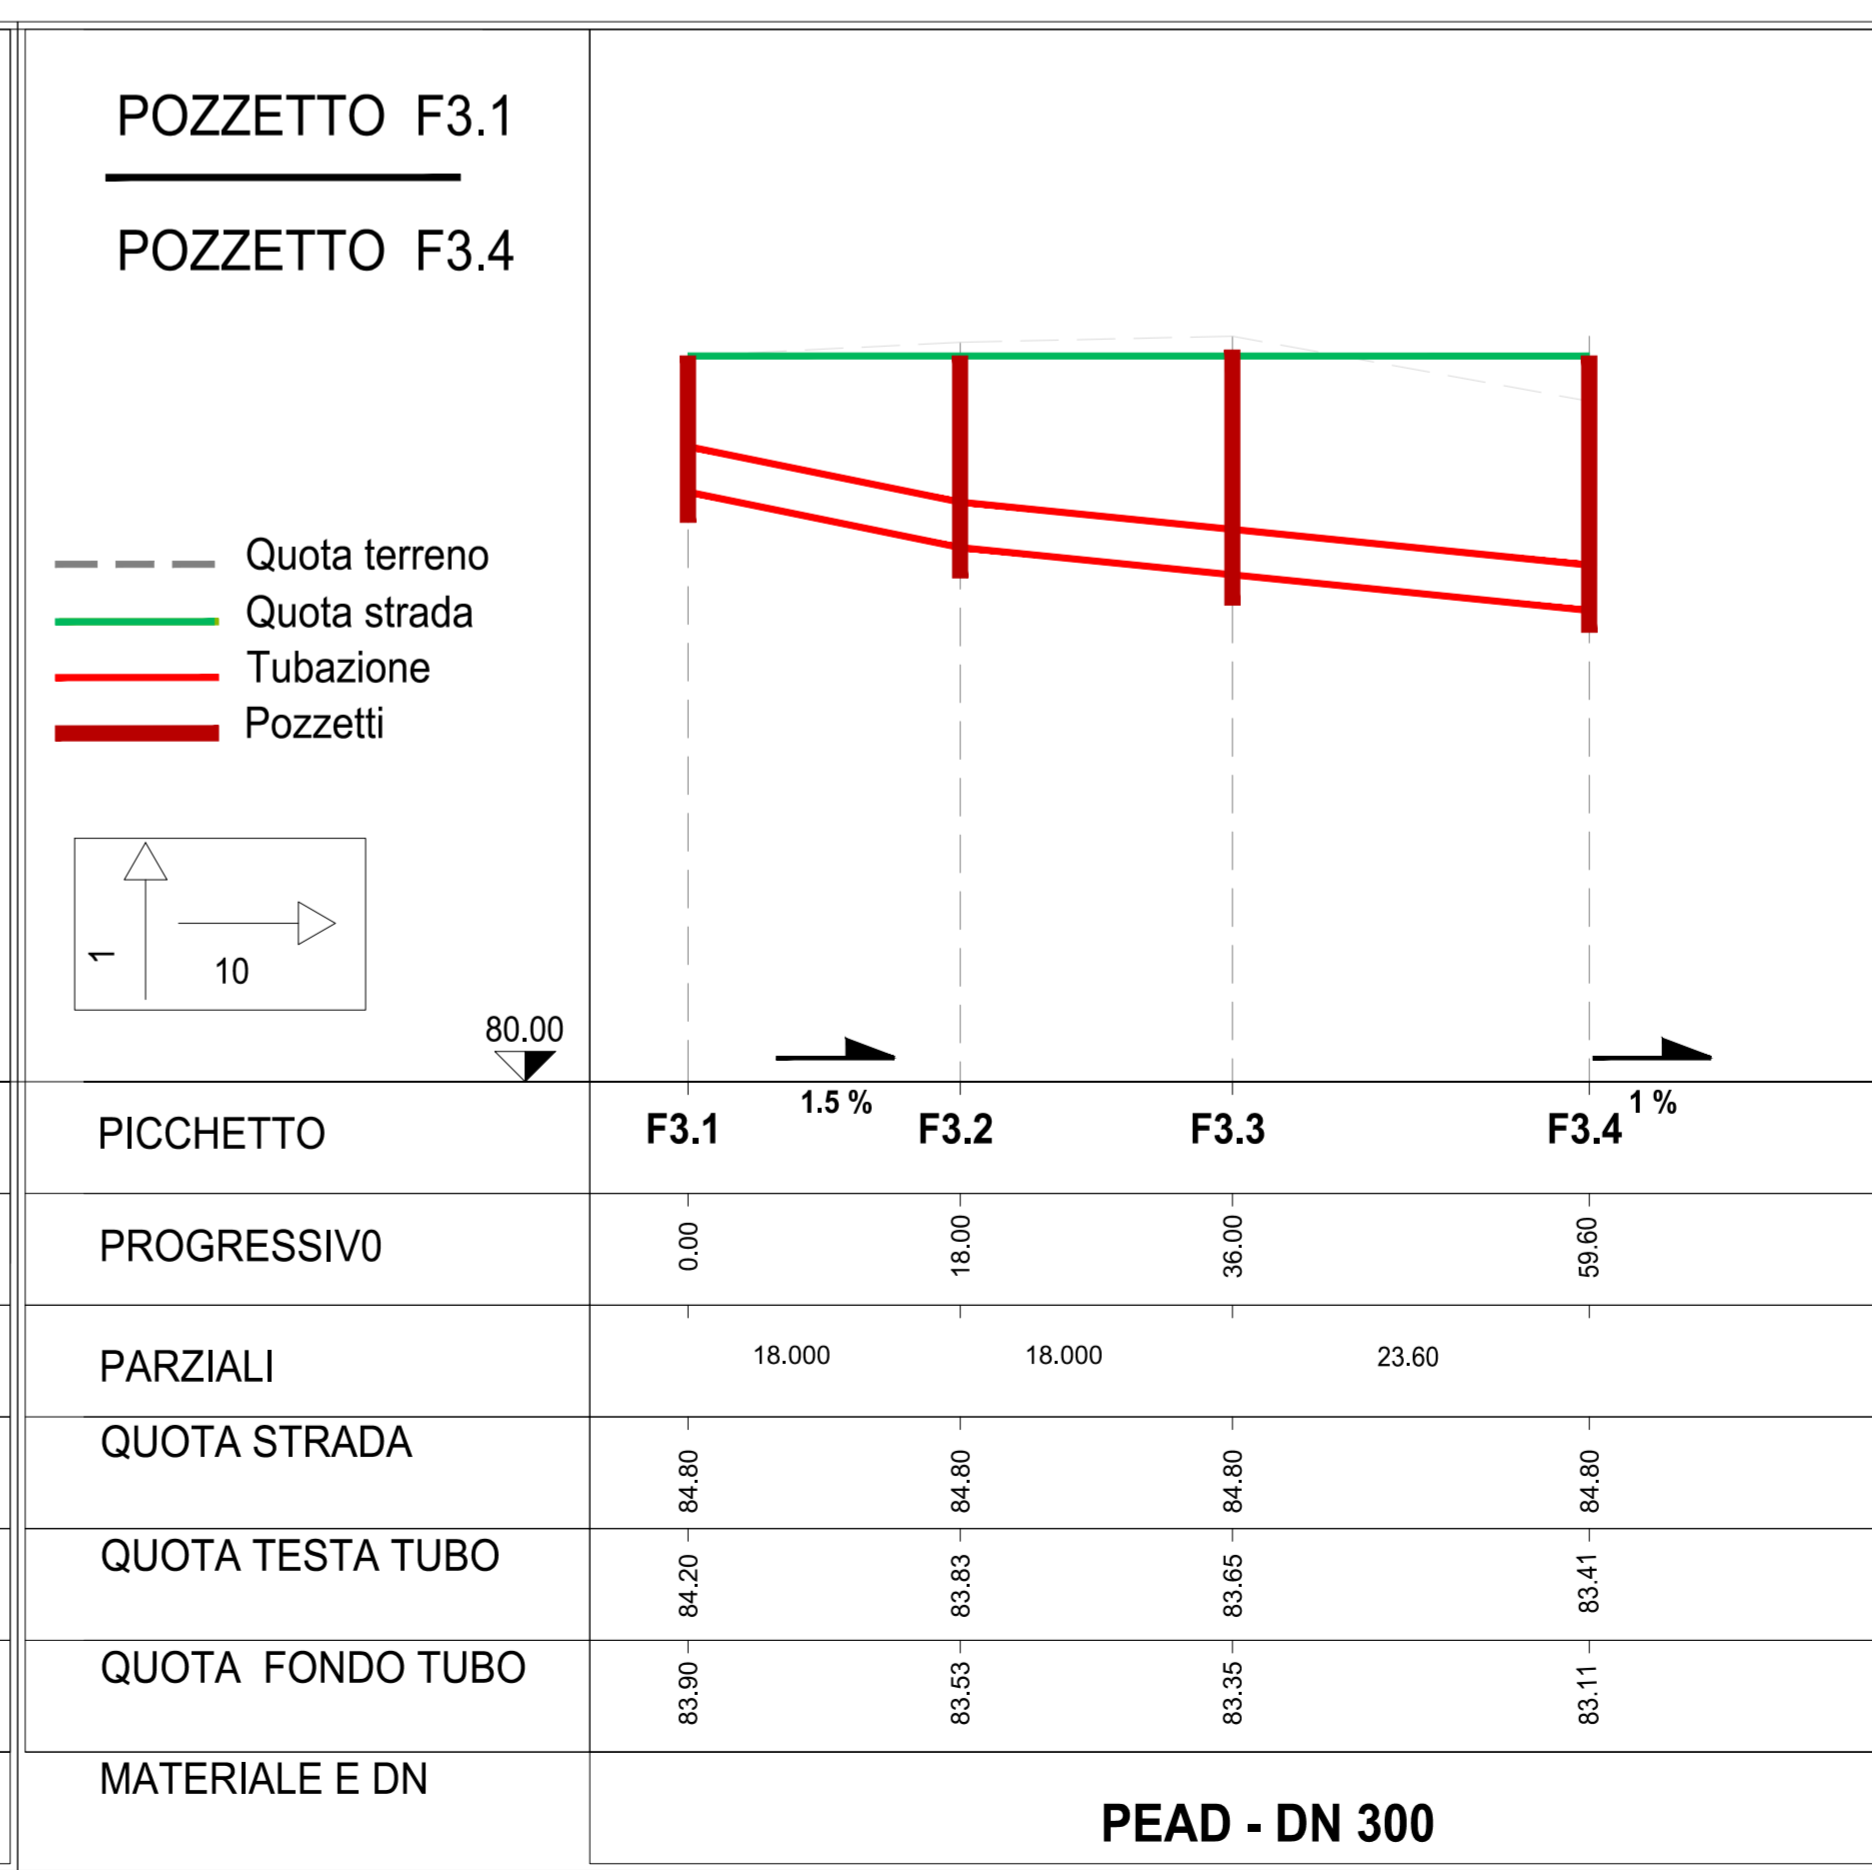 POZZETTO F3.1
POZZETTO F3.4
Quota terreno
Quota strada
Tubazione
Pozzetti
1
10
80.00
1.5 %
1 %
PICCHETTO F3.1 F3.2 F3.3 F3.4
PROGRESSIV0 0.00 18.00 36.00 59.60
PARZIALI 18.000 18.000 23.60
QUOTA STRADA 84.80 84.80 84.80 84.80
QUOTA TESTA TUBO 84.20 83.83 83.65 83.41
QUOTA FONDO TUBO 83.90 83.53 83.35 83.11
MATERIALE E DN PEAD - DN 300